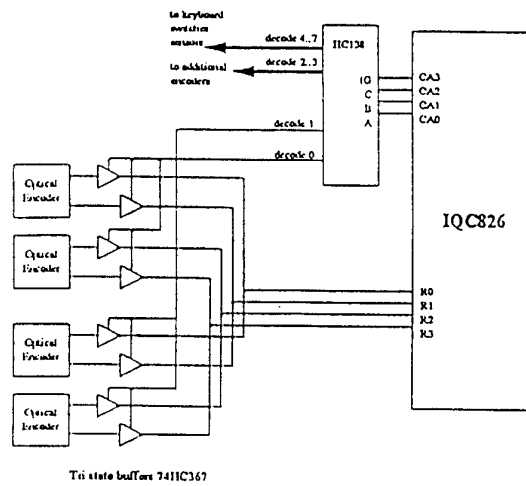 to keyboard
switches
to additional
encoders
decode 4..7
decode 2..3
decode 1
decode 0
HC138
G
C
B
A
CA3
CA2
CA1
CA0
IQC826
R0
R1
R2
R3
Optical
Encoder
Optical
Encoder
Optical
Encoder
Optical
Encoder
Tri state buffers 74HC367